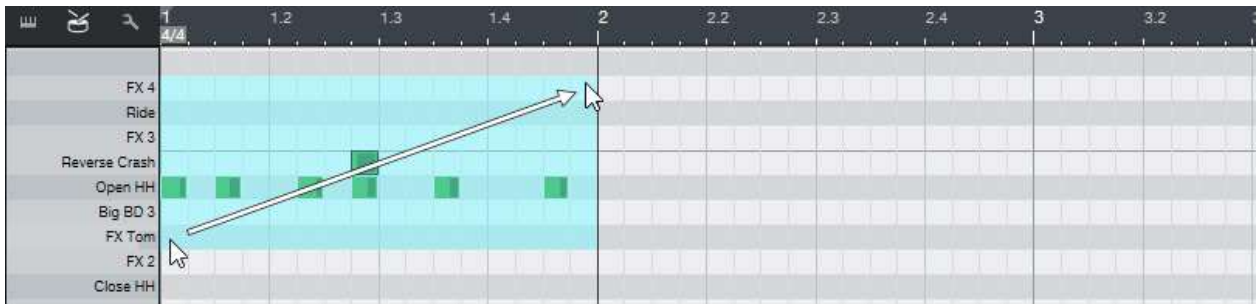 1 1.2 1.3 1.4 2 2.2 2.3 2.4 3 3.2
4/4
FX 4
Ride
FX 3
Reverse Crash
Open HH
Big BD 3
FX Tom
FX 2
Close HH